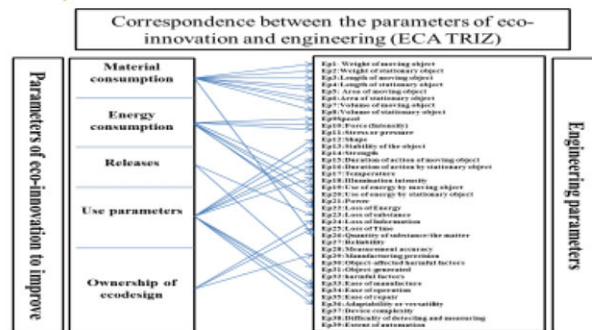 Correspondence between the parameters of eco-
innovation and engineering (ECA TRIZ)
Parameters of eco-innovation to improve
Material
consumption
Energy
consumption
Releases
Use parameters
Ownership of
ecodesign
Ep1- Weight of moving object
Ep2:Weight of stationary object
Ep3:Length of moving object
Ep4:Length of stationary object
Ep5: Area of moving object
Ep6:Area of stationary object
Ep7:Volume of moving object
Ep8:Volume of stationary object
Ep9Speed
Ep10:Force (Intensity)
Ep11:Stress or pressure
Ep12:Shape
Ep13:Stability of the object
Ep14:Strength
Ep15:Duration of action of moving object
Ep16:Duration of action by stationary object
Ep17:Temperature
Ep18:Illumination intensity
Ep19:Use of energy by moving object
Ep20:Use of energy by stationary object
Ep21:Power
Ep22:Loss of Energy
Ep23:Loss of substance
Ep24:Loss of Information
Ep25:Loss of Time
Ep26:Quantity of substance/the matter
Ep27:Reliability
Ep28:Measurement accuracy
Ep29:Manufacturing precision
Ep30:Object-affected harmful factors
Ep31:Object-generated
Ep32:harmful factors
Ep33:Ease of manufacture
Ep34:Ease of operation
Ep35:Ease of repair
Ep36:Adaptability or versatility
Ep37:Device complexity
Ep38:Difficulty of detecting and measuring
Ep39:Extent of automation
Engineering parameters